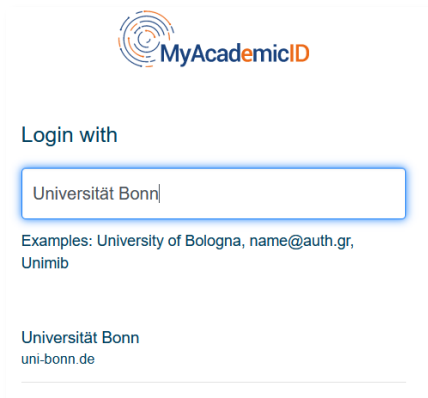 MyAcademicID
Login with
Universität Bonn
Examples: University of Bologna, name@auth.gr,
Unimib
Universität Bonn
uni-bonn.de